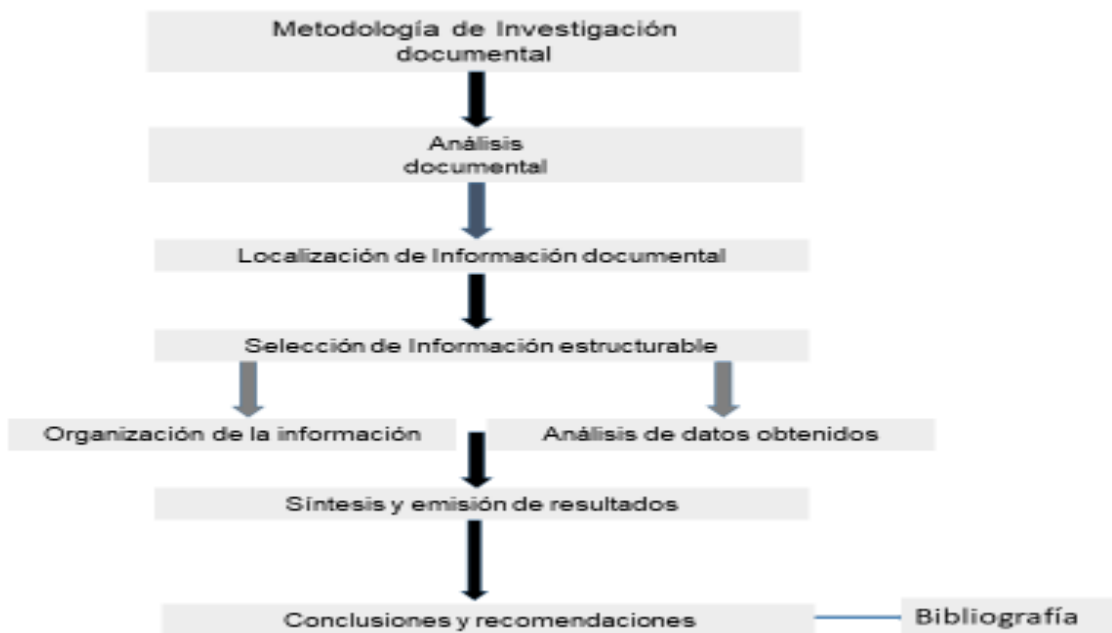 Metodología de Investigación
documental
Análisis
documental
Localización de Información documental
Selección de Información estructurable
Organización de la información
Análisis de datos obtenidos
Síntesis y emisión de resultados
Conclusiones y recomendaciones
Bibliografía